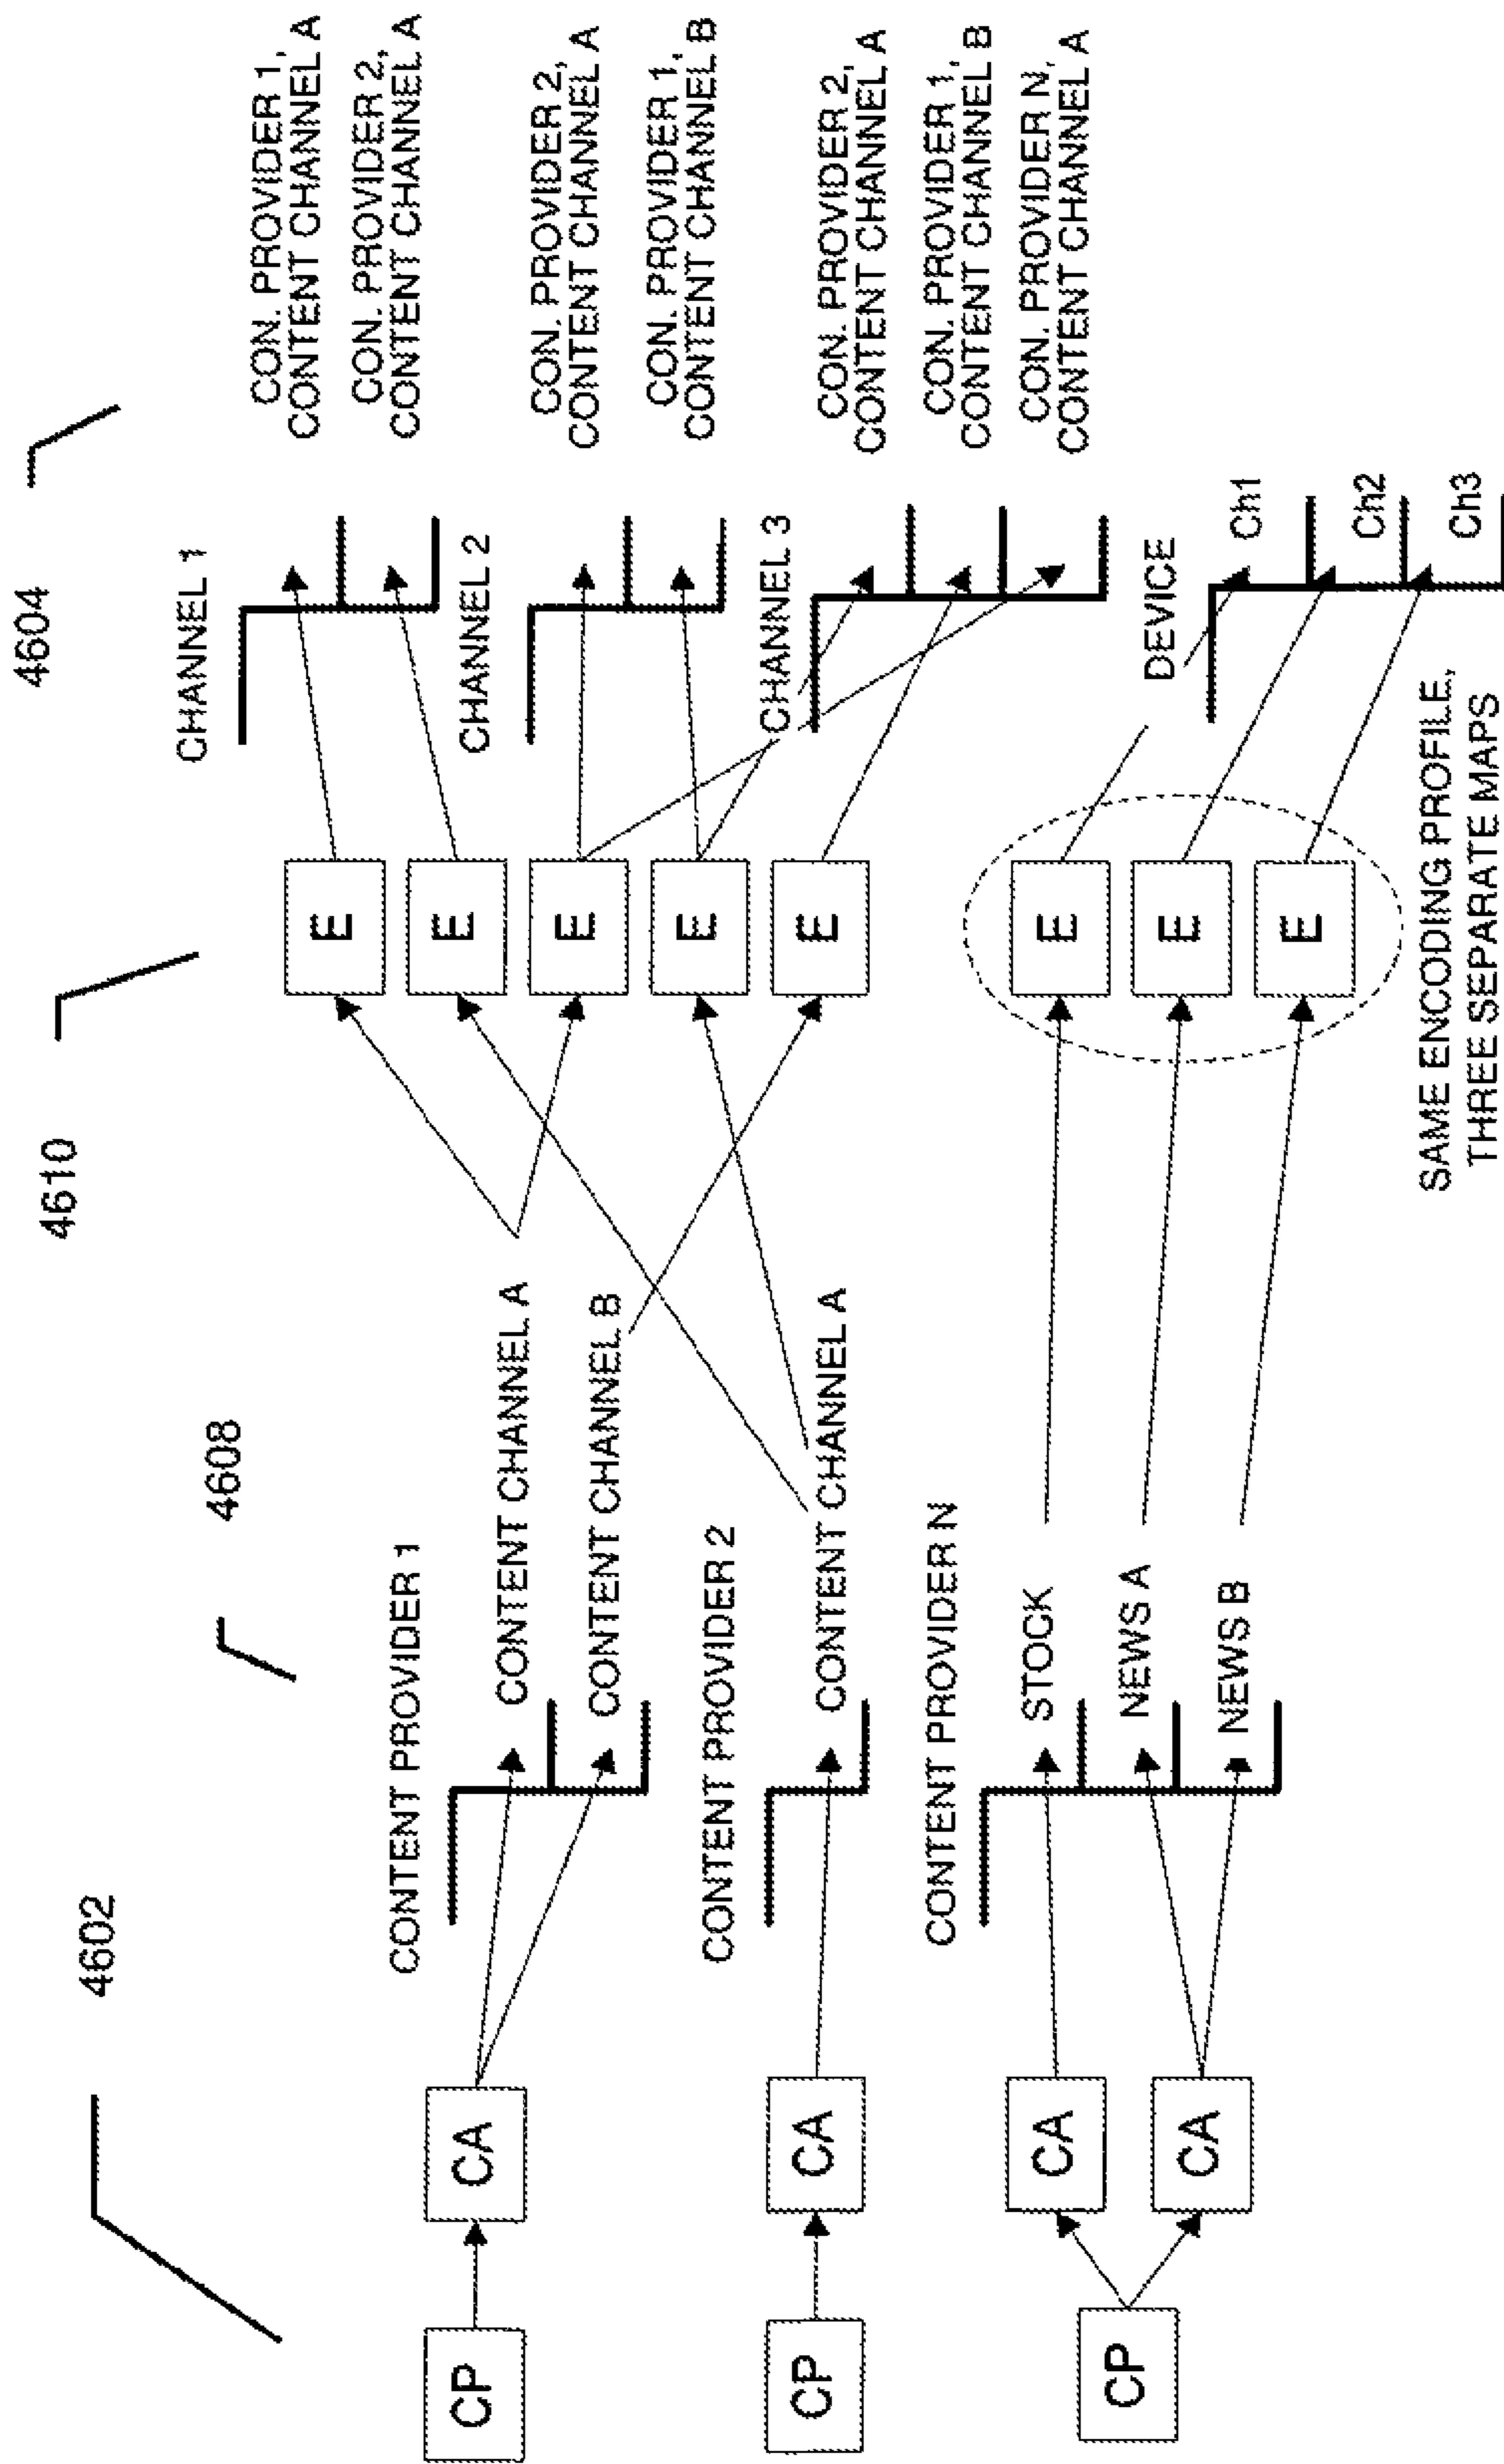 4602
4608
4610
4604
CP
CA
CONTENT PROVIDER 1
CONTENT CHANNEL A
CONTENT CHANNEL B
CP
CA
CONTENT PROVIDER 2
CONTENT CHANNEL A
CP
CA
CA
CONTENT PROVIDER N
STOCK
NEWS A
NEWS B
E
E
E
E
E
E
E
E
SAME ENCODING PROFILE,
THREE SEPARATE MAPS
CHANNEL 1
CON. PROVIDER 1,
CONTENT CHANNEL A
CON. PROVIDER 2,
CONTENT CHANNEL A
CHANNEL 2
CON. PROVIDER 2,
CONTENT CHANNEL A
CON. PROVIDER 1,
CONTENT CHANNEL B
CHANNEL 3
CON. PROVIDER 2,
CONTENT CHANNEL A
CON. PROVIDER 1,
CONTENT CHANNEL B
CON. PROVIDER N,
CONTENT CHANNEL A
DEVICE
Ch1
Ch2
Ch3